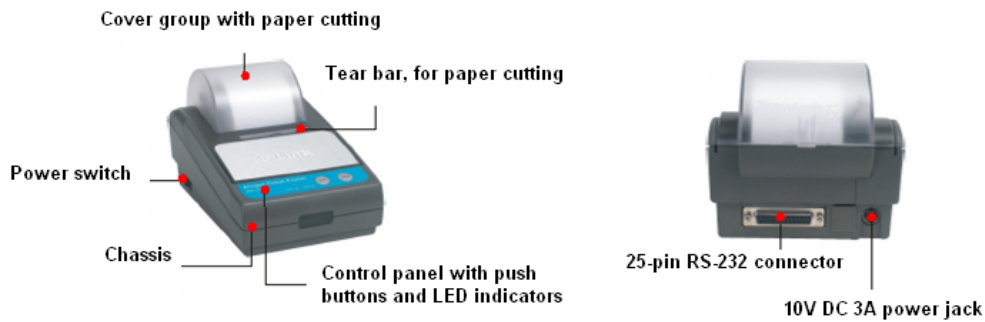 Cover group with paper cutting
Tear bar, for paper cutting
Power switch
Chassis
Control panel with push
buttons and LED indicators
25-pin RS-232 connector
10V DC 3A power jack